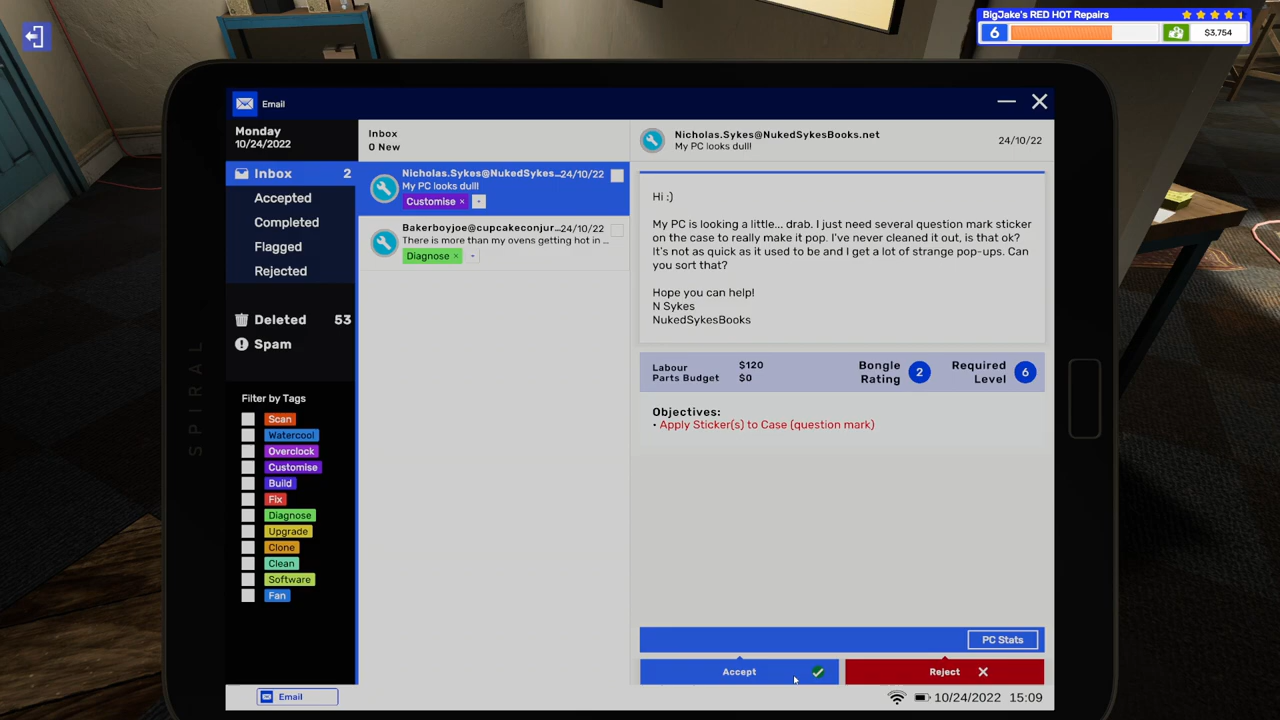 BigJake's RED HOT Repairs
6
$3,754
Email
Monday
10/24/2022
Inbox 2
Accepted
Completed
Flagged
Rejected
Deleted 53
Spam
Filter by Tags
Scan
Watercool
Overclock
Customise
Build
Fix
Diagnose
Upgrade
Clone
Clean
Software
Fan
SPIRAL
Inbox
0 New
Nicholas.Sykes@NukedSykes... 24/10/22
My PC looks dull!
Customise ×
Bakerboyjoe@cupcakeconjur... 24/10/22
There is more than my ovens getting hot in ...
Diagnose ×
Nicholas.Sykes@NukedSykesBooks.net
My PC looks dull!
24/10/22
Hi :)
My PC is looking a little... drab. I just need several question mark sticker
on the case to really make it pop. I've never cleaned it out, is that ok?
It's not as quick as it used to be and I get a lot of strange pop-ups. Can
you sort that?
Hope you can help!
N Sykes
NukedSykesBooks
Labour $120
Parts Budget $0
Bongle
Rating 2
Required
Level 6
Objectives:
• Apply Sticker(s) to Case (question mark)
PC Stats
Accept
Reject
Email
10/24/2022 15:09